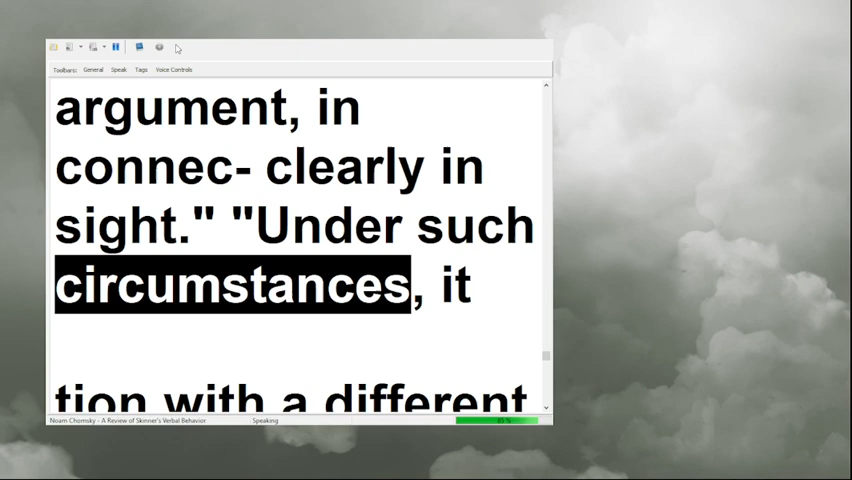 Toolbars: General Speak Tags Voice Controls
argument, in
connec- clearly in
sight." "Under such
circumstances, it
tion with a different
Noam Chomsky - A Review of Skinner's Verbal Behavior Speaking 85 %